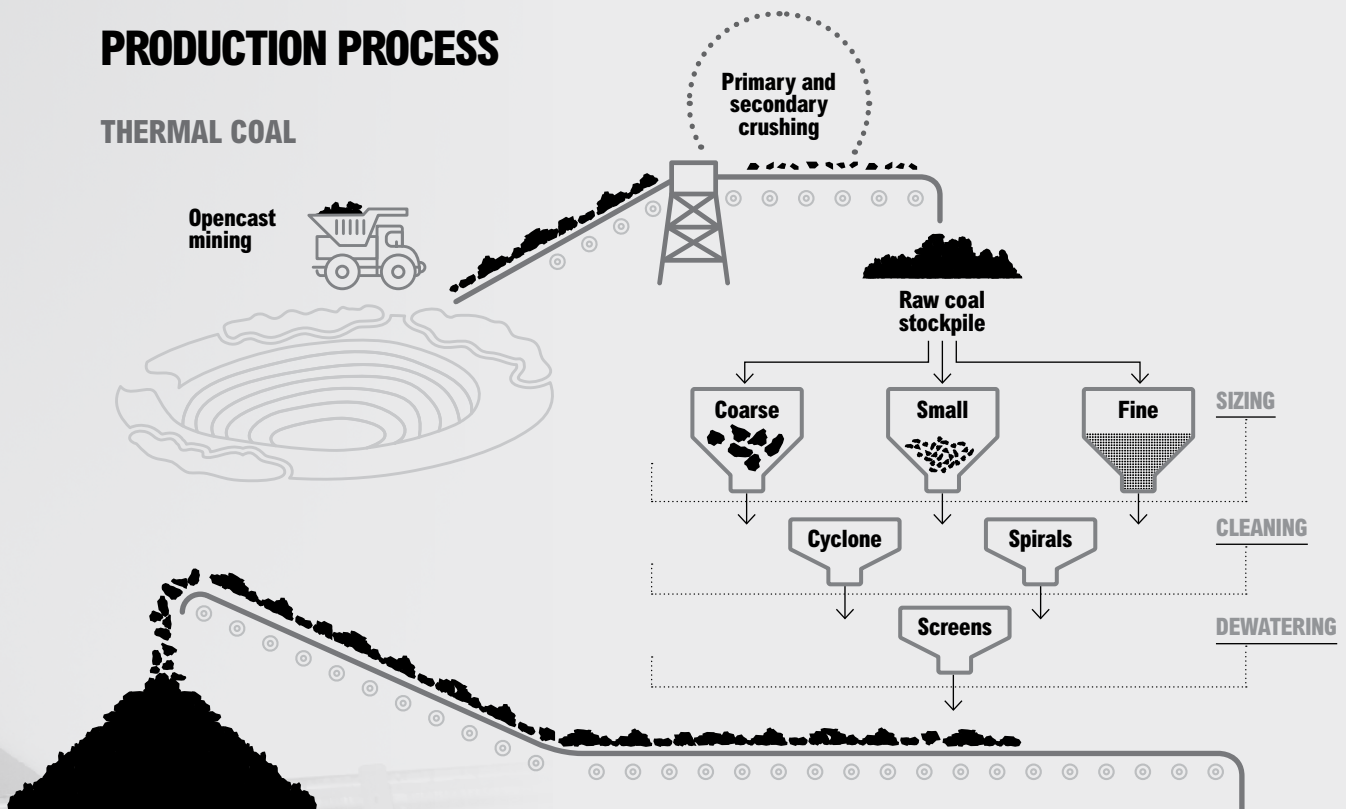 PRODUCTION PROCESS
THERMAL COAL
Primary and
secondary
crushing
Opencast
mining
Raw coal
stockpile
Coarse
Small
Fine
SIZING
Cyclone
Spirals
CLEANING
Screens
DEWATERING